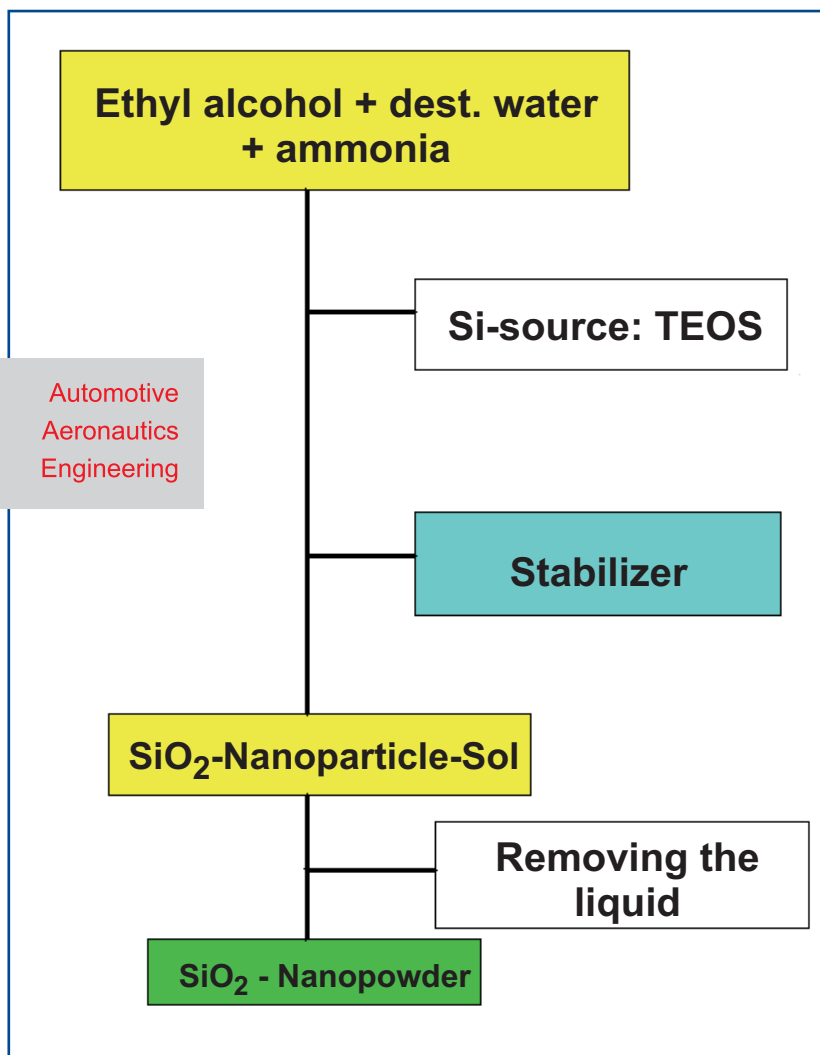 Ethyl alcohol + dest. water
+ ammonia
Si-source: TEOS
Automotive
Aeronautics
Engineering
Stabilizer
SiO₂-Nanoparticle-Sol
Removing the
liquid
SiO₂ - Nanopowder